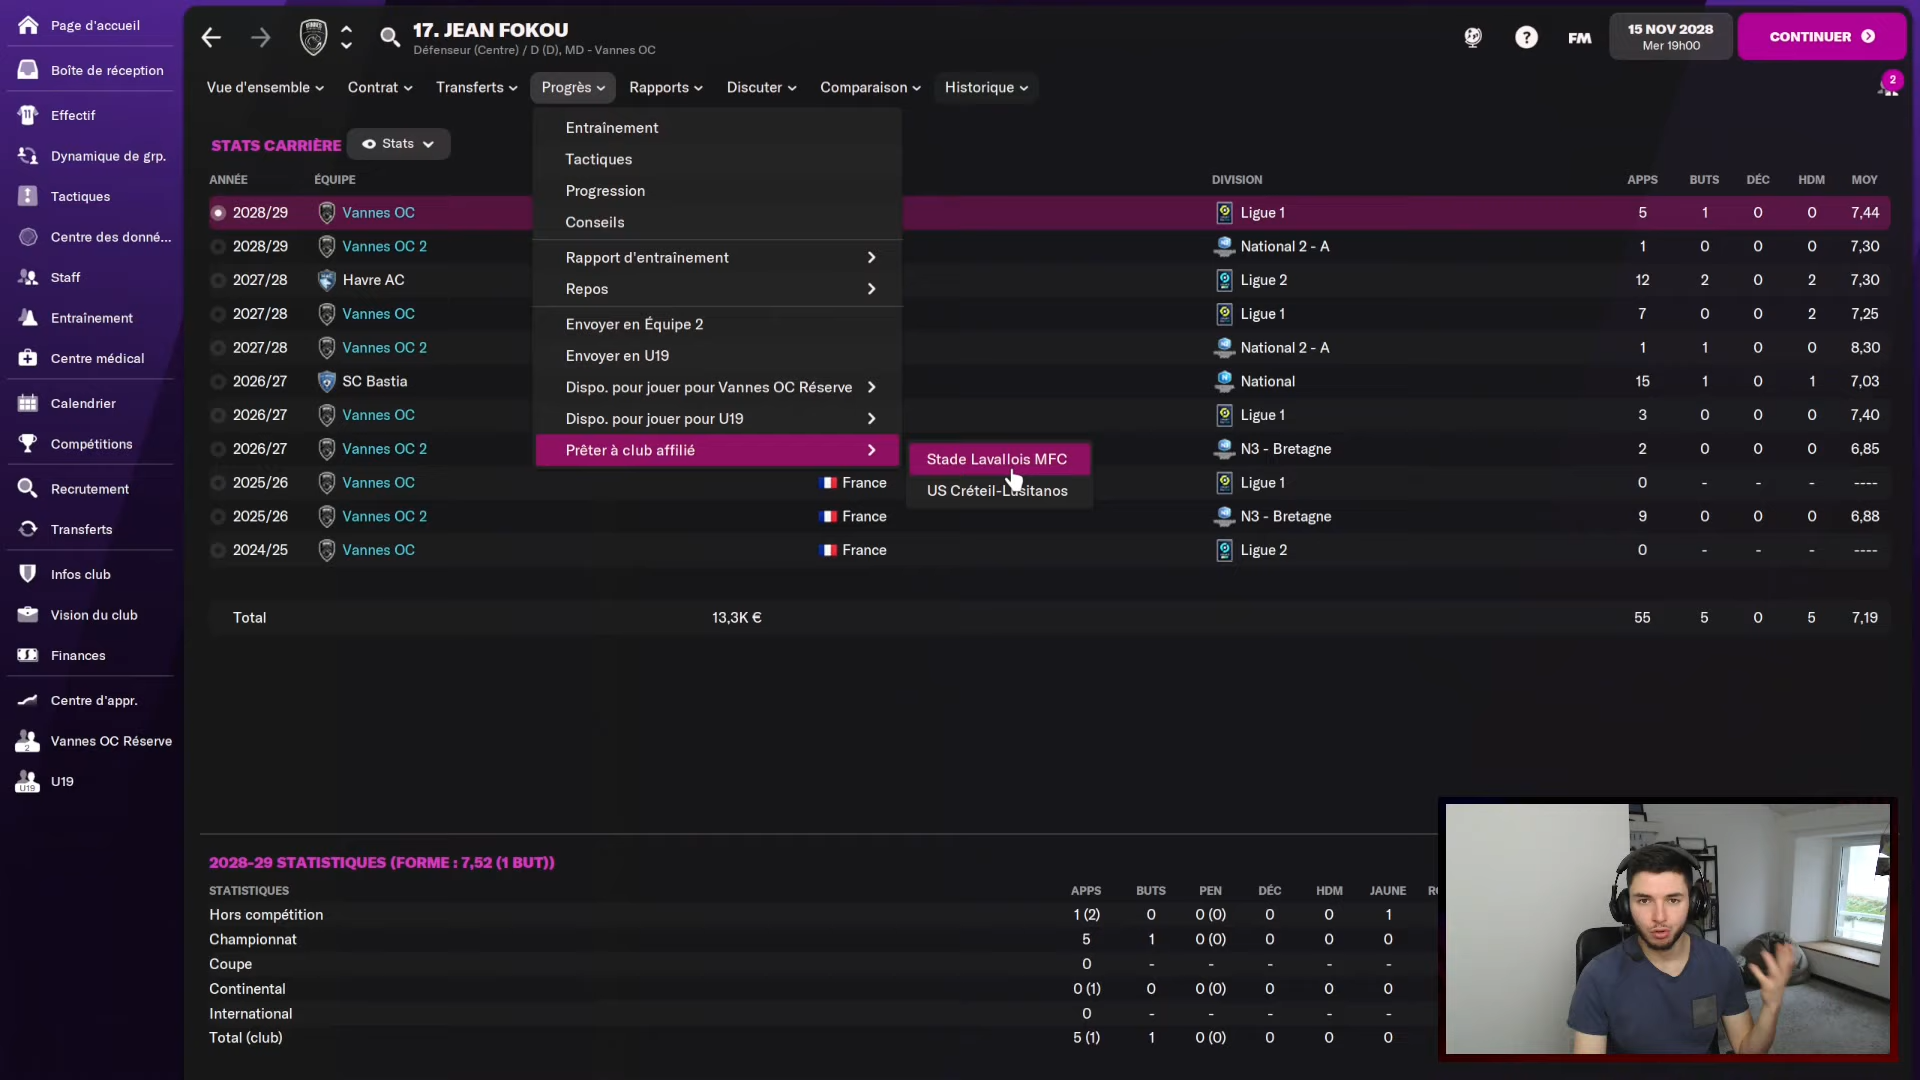 Page d'accueil
Boîte de réception
Effectif
Dynamique de grp.
Tactiques
Centre des donné...
Staff
Entraînement
Centre médical
Calendrier
Compétitions
Recrutement
Transferts
Infos club
Vision du club
Finances
Centre d'appr.
2 Vannes OC Réserve
U19 U19
17. JEAN FOKOU
Défenseur (Centre) / D (D), MD - Vannes OC
? FM
15 NOV 2028
Mer 19h00
CONTINUER
2
Vue d'ensemble Contrat Transferts Progrès Rapports Discuter Comparaison Historique
STATS CARRIÈRE Stats
ANNÉE ÉQUIPE DIVISION APPS BUTS DÉC HDM MOY
2028/29 Vannes OC Ligue 1 5 1 0 0 7,44
2028/29 Vannes OC 2 National 2 - A 1 0 0 0 7,30
2027/28 Havre AC Ligue 2 12 2 0 2 7,30
2027/28 Vannes OC Ligue 1 7 0 0 2 7,25
2027/28 Vannes OC 2 National 2 - A 1 1 0 0 8,30
2026/27 SC Bastia National 15 1 0 1 7,03
2026/27 Vannes OC Ligue 1 3 0 0 0 7,40
2026/27 Vannes OC 2 N3 - Bretagne 2 0 0 0 6,85
2025/26 Vannes OC France Ligue 1 0 - - - ----
2025/26 Vannes OC 2 France N3 - Bretagne 9 0 0 0 6,88
2024/25 Vannes OC France Ligue 2 0 - - - ----
Total 13,3K € 55 5 0 5 7,19
Entraînement
Tactiques
Progression
Conseils
Rapport d'entraînement
Repos
Envoyer en Équipe 2
Envoyer en U19
Dispo. pour jouer pour Vannes OC Réserve
Dispo. pour jouer pour U19
Prêter à club affilié
Stade Lavallois MFC
US Créteil-Lusitanos
2028-29 STATISTIQUES (FORME : 7,52 (1 BUT))
STATISTIQUES APPS BUTS PEN DÉC HDM JAUNE
Hors compétition 1 (2) 0 0 (0) 0 0 1
Championnat 5 1 0 (0) 0 0 0
Coupe 0 - - - - -
Continental 0 (1) 0 0 (0) 0 0 0
International 0 - - - - -
Total (club) 5 (1) 1 0 (0) 0 0 0